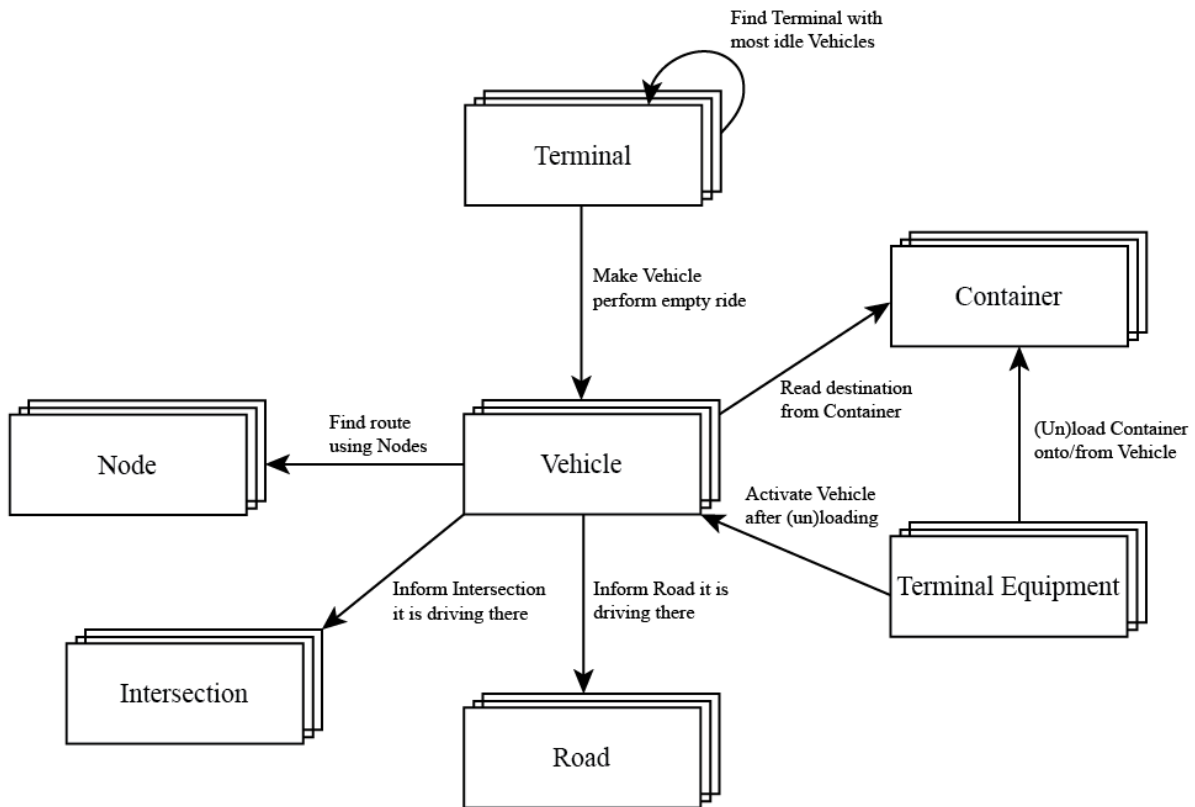 Find Terminal with
most idle Vehicles
Terminal
Make Vehicle
perform empty ride
Container
Read destination
from Container
(Un)load Container
onto/from Vehicle
Find route
using Nodes
Node
Vehicle
Activate Vehicle
after (un)loading
Terminal Equipment
Inform Intersection
it is driving there
Inform Road it is
driving there
Intersection
Road